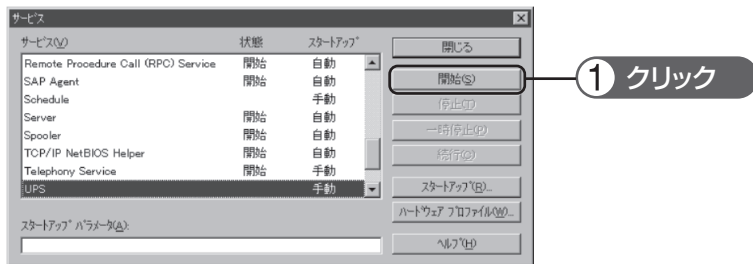 サービス
サービス(V) 状態 スタートアップ
Remote Procedure Call (RPC) Service 開始 自動
SAP Agent 開始 自動
Schedule 手動
Server 開始 自動
Spooler 開始 自動
TCP/IP NetBIOS Helper 開始 自動
Telephony Service 開始 手動
UPS 手動
スタートアップ パラメータ(A):
閉じる
開始(S)
停止(T)
一時停止(P)
続行(C)
スタートアップ(R)...
ハードウェア プロファイル(W)...
ヘルプ(H)
1 クリック